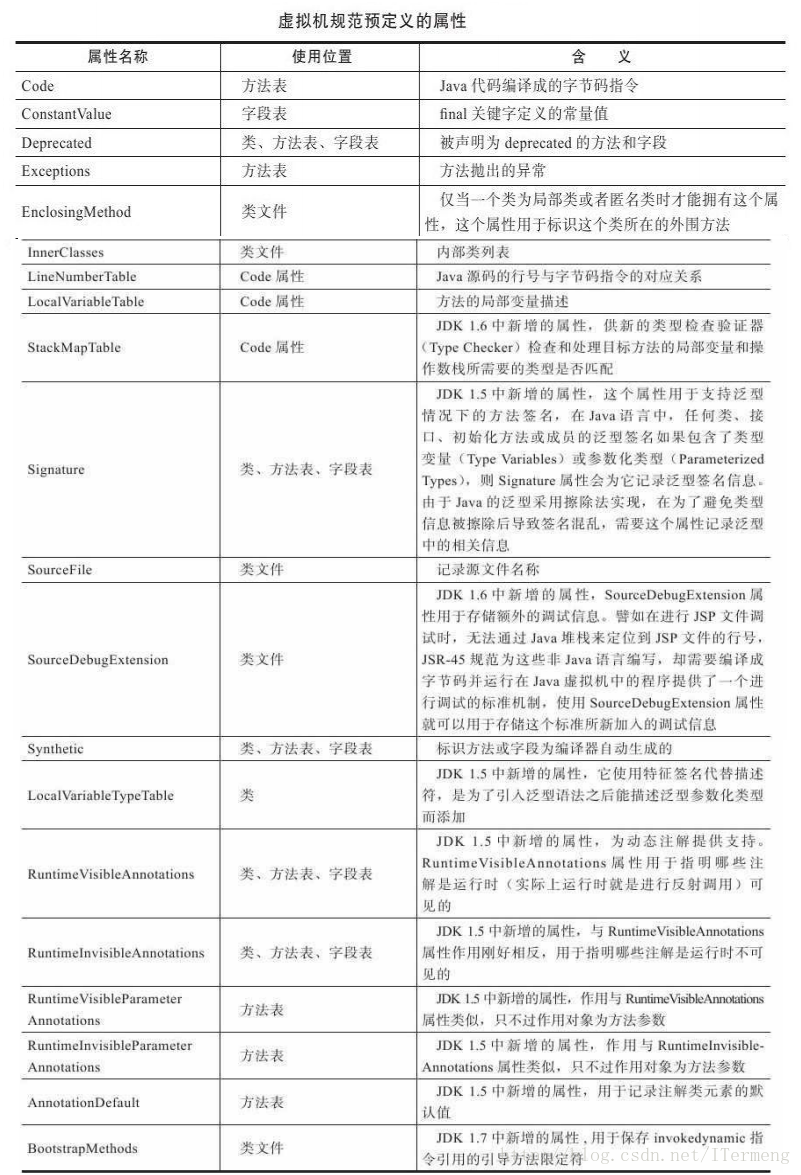 虚拟机规范预定义的属性
属性名称 使用位置 含 义
Code 方法表 Java 代码编译成的字节码指令
ConstantValue 字段表 final 关键字定义的常量值
Deprecated 类、方法表、字段表 被声明为 deprecated 的方法和字段
Exceptions 方法表 方法抛出的异常
EnclosingMethod 类文件 仅当一个类为局部类或者匿名类时才能拥有这个属
性，这个属性用于标识这个类所在的外围方法
InnerClasses 类文件 内部类列表
LineNumberTable Code 属性 Java 源码的行号与字节码指令的对应关系
LocalVariableTable Code 属性 方法的局部变量描述
StackMapTable Code 属性 JDK 1.6 中新增的属性，供新的类型检查验证器
（Type Checker）检查和处理目标方法的局部变量和操
作数栈所需要的类型是否匹配
Signature 类、方法表、字段表 JDK 1.5 中新增的属性，这个属性用于支持泛型
情况下的方法签名，在 Java 语言中，任何类、接
口、初始化方法或成员的泛型签名如果包含了类型
变量（Type Variables）或参数化类型（Parameterized
Types），则 Signature 属性会为它记录泛型签名信息。
由于 Java 的泛型采用擦除法实现，在为了避免类型
信息被擦除后导致签名混乱，需要这个属性记录泛型
中的相关信息
SourceFile 类文件 记录源文件名称
SourceDebugExtension 类文件 JDK 1.6 中新增的属性，SourceDebugExtension 属
性用于存储额外的调试信息。譬如在进行 JSP 文件调
试时，无法通过 Java 堆栈来定位到 JSP 文件的行号，
JSR-45 规范为这些非 Java 语言编写，却需要编译成
字节码并运行在 Java 虚拟机中的程序提供了一个进
行调试的标准机制，使用 SourceDebugExtension 属性
就可以用于存储这个标准所新加入的调试信息
Synthetic 类、方法表、字段表 标识方法或字段为编译器自动生成的
LocalVariableTypeTable 类 JDK 1.5 中新增的属性，它使用特征签名代替描述
符，是为了引入泛型语法之后能描述泛型参数化类型
而添加
RuntimeVisibleAnnotations 类、方法表、字段表 JDK 1.5 中新增的属性，为动态注解提供支持。
RuntimeVisibleAnnotations 属性用于指明哪些注
解是运行时（实际上运行时就是进行反射调用）可
见的
RuntimeInvisibleAnnotations 类、方法表、字段表 JDK 1.5 中新增的属性，与 RuntimeVisibleAnnotations
属性作用刚好相反，用于指明哪些注解是运行时不可
见的
RuntimeVisibleParameter
Annotations 方法表 JDK 1.5 中新增的属性，作用与 RuntimeVisibleAnnotations
属性类似，只不过作用对象为方法参数
RuntimeInvisibleParameter
Annotations 方法表 JDK 1.5 中新增的属性，作用与 RuntimeInvisible-
Annotations 属性类似，只不过作用对象为方法参数
AnnotationDefault 方法表 JDK 1.5 中新增的属性，用于记录注解类元素的默
认值
BootstrapMethods 类文件 JDK 1.7 中新增的属性，用于保存 invokedynamic 指
令引用的引导方法限定符
https://blog.csdn.net/ITermeng